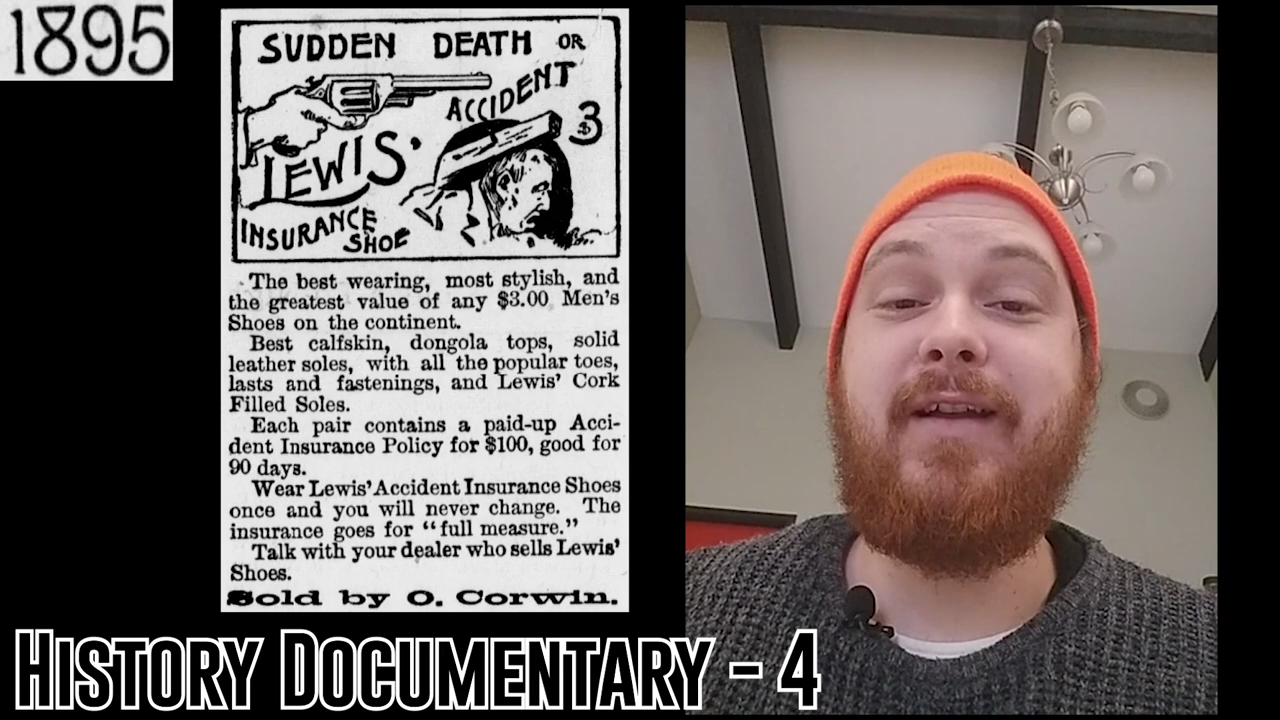 1895
SUDDEN DEATH OR
ACCIDENT
$3
LEWIS'
INSURANCE
SHOE
The best wearing, most stylish, and
the greatest value of any $3.00 Men's
Shoes on the continent.
Best calfskin, dongola tops, solid
leather soles, with all the popular toes,
lasts and fastenings, and Lewis' Cork
Filled Soles.
Each pair contains a paid-up Acci-
dent Insurance Policy for $100, good for
90 days.
Wear Lewis' Accident Insurance Shoes
once and you will never change. The
insurance goes for "full measure."
Talk with your dealer who sells Lewis'
Shoes.
Sold by O. Corwin.
HISTORY DOCUMENTARY - 4